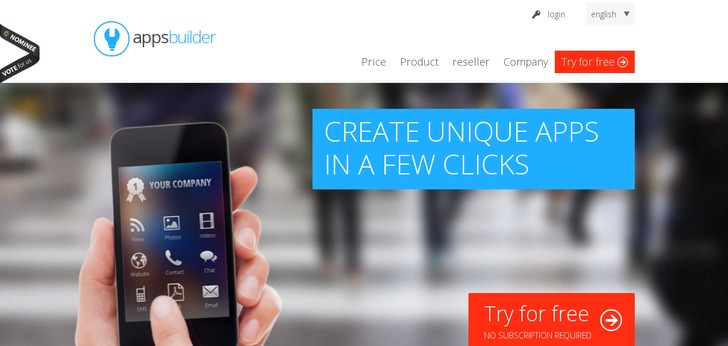 NOMINEE
VOTE for us
login
english
appsbuilder
Price
Product
reseller
Company
Try for free
CREATE UNIQUE APPS
IN A FEW CLICKS
1
YOUR COMPANY
News
Photos
Videos
Website
Contact
Chat
SMS
PDF
Email
Try for free
NO SUBSCRIPTION REQUIRED